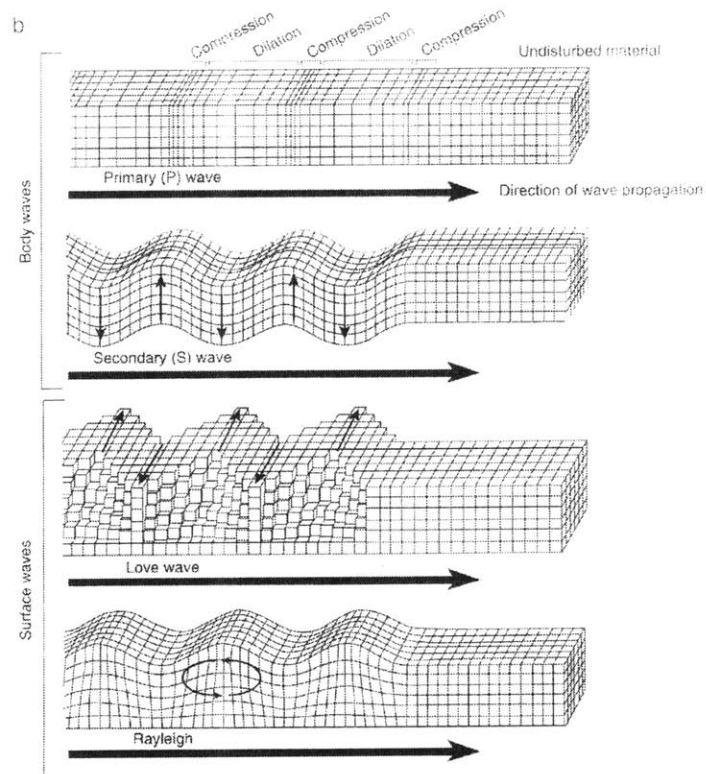 b
Compression
Dilation
Compression
Dilation
Compression
Undisturbed material
Body waves
Primary (P) wave
Direction of wave propagation
Secondary (S) wave
Surface waves
Love wave
Rayleigh